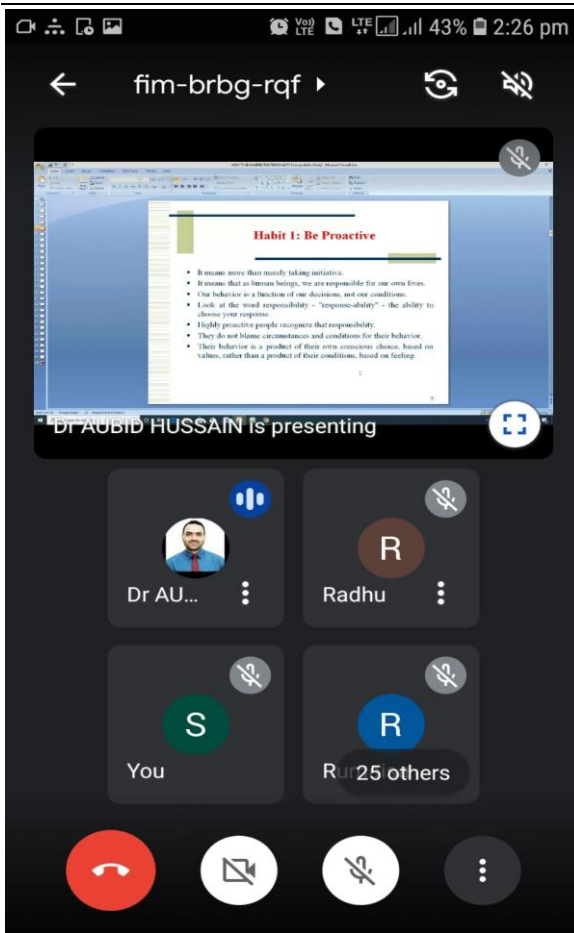 Vo) LTE LTE 43% 2:26 pm
fim-brbg-rqf
Habit 1: Be Proactive
It means more than merely taking initiative.
It means that as human beings, we are responsible for our own lives.
Our behavior is a function of our decisions, not our conditions.
Look at the word responsibility - "response-ability" - the ability to
choose your response.
Highly proactive people recognize that responsibility.
They do not blame circumstances and conditions for their behavior.
Their behavior is a product of their own conscious choice, based on
values, rather than a product of their conditions, based on feeling.
Dr AUBID HUSSAIN is presenting
Dr AU...
R
Radhu
S
You
R
25 others